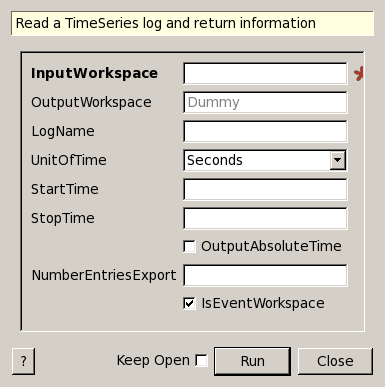 Read a TimeSeries log and return information
InputWorkspace
OutputWorkspace Dummy
LogName
UnitOfTime Seconds
StartTime
StopTime
OutputAbsoluteTime
NumberEntriesExport
IsEventWorkspace
? Keep Open Run Close